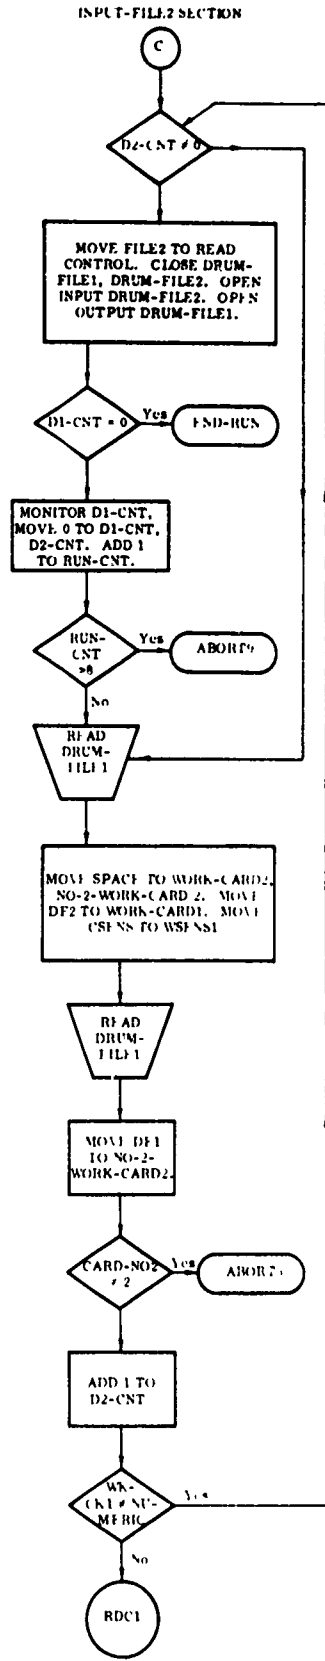 INPUT-FILE2 SECTION
C
D2-CNT ≠ 0
MOVE FILE2 TO READ
CONTROL. CLOSE DRUM-
FILE1, DRUM-FILE2. OPEN
INPUT DRUM-FILE2. OPEN
OUTPUT DRUM-FILE1.
D1-CNT = 0
Yes
END-RUN
MONITOR D1-CNT,
MOVE 0 TO D1-CNT,
D2-CNT. ADD 1
TO RUN-CNT.
RUN-
CNT
>8
Yes
ABORT9
No
READ
DRUM-
FILE1
MOVE SPACE TO WORK-CARD2,
NO-2-WORK-CARD 2. MOVE
DF2 TO WORK-CARD1. MOVE
CSENS TO WSENS1.
READ
DRUM-
FILE1
MOVE DF1
TO NO-2-
WORK-CARD2.
CARD-NO2
≠ 2
Yes
ADD 1 TO
D2-CNT
WK-
CK1 ≠ NU-
MERIC
Yes
No
RDC1